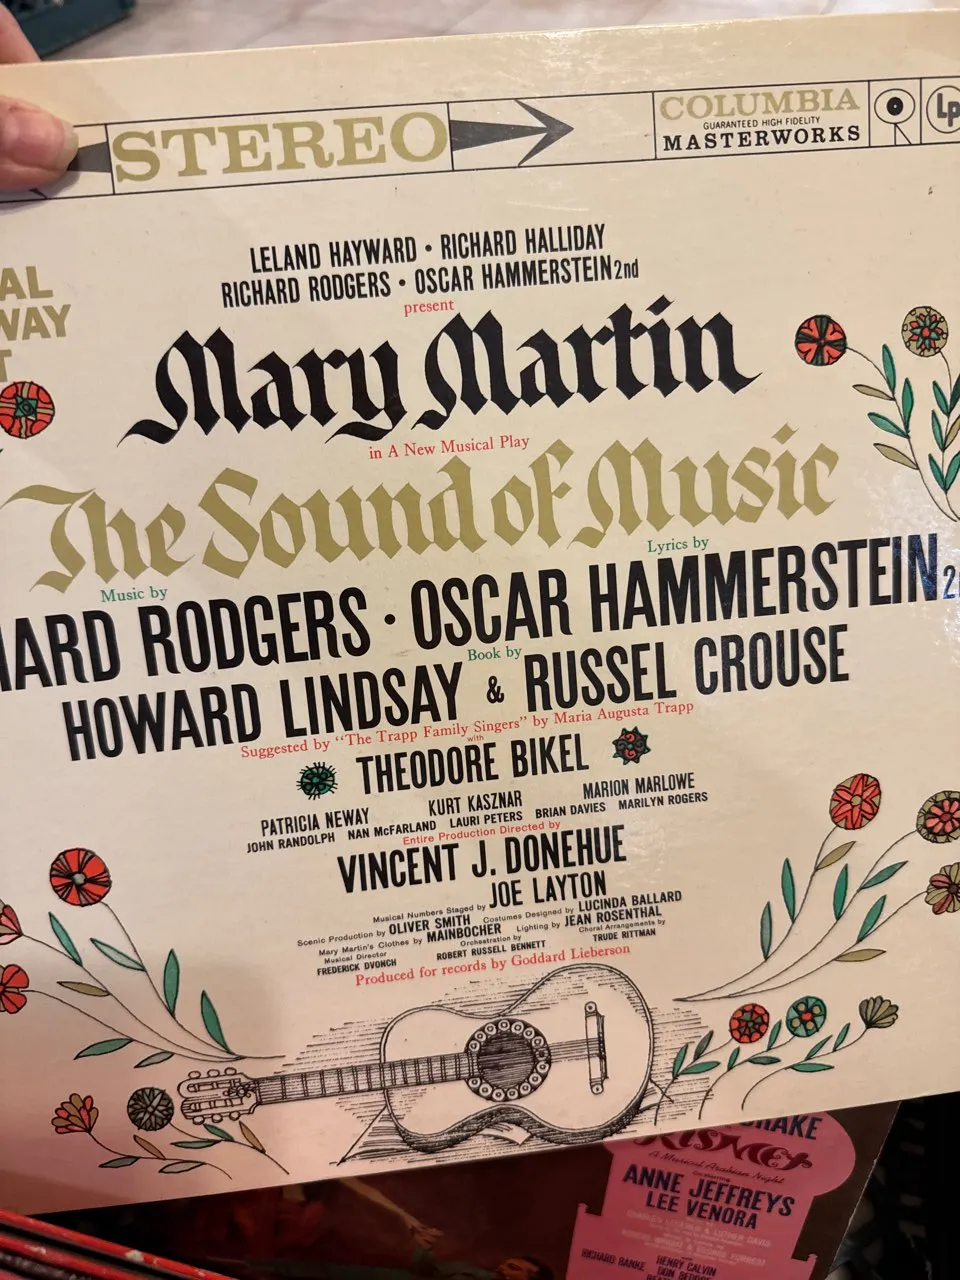 STEREO
COLUMBIA
GUARANTEED HIGH FIDELITY
MASTERWORKS
Lp
LELAND HAYWARD • RICHARD HALLIDAY
RICHARD RODGERS • OSCAR HAMMERSTEIN 2nd
present
AL
WAY
T
Mary Martin
in A New Musical Play
The Sound of Music
Music by
Lyrics by
HARD RODGERS • OSCAR HAMMERSTEIN 2
Book by
HOWARD LINDSAY & RUSSEL CROUSE
Suggested by "The Trapp Family Singers" by Maria Augusta Trapp
with
THEODORE BIKEL
PATRICIA NEWAY KURT KASZNAR MARION MARLOWE
JOHN RANDOLPH NAN McFARLAND LAURI PETERS BRIAN DAVIES MARILYN ROGERS
Entire Production Directed by
VINCENT J. DONEHUE
Musical Numbers Staged by JOE LAYTON
Scenic Production by OLIVER SMITH Costumes Designed by LUCINDA BALLARD
Mary Martin's Clothes by MAINBOCHER Lighting by JEAN ROSENTHAL
Musical Director Orchestration by Choral Arrangements by
FREDERICK DVONCH ROBERT RUSSELL BENNETT TRUDE RITTMAN
Produced for records by Goddard Lieberson
DRAKE
KISMET
A Musical Arabian Night
ANNE JEFFREYS
LEE VENORA
HENRY CALVIN
RICHARD BANKE